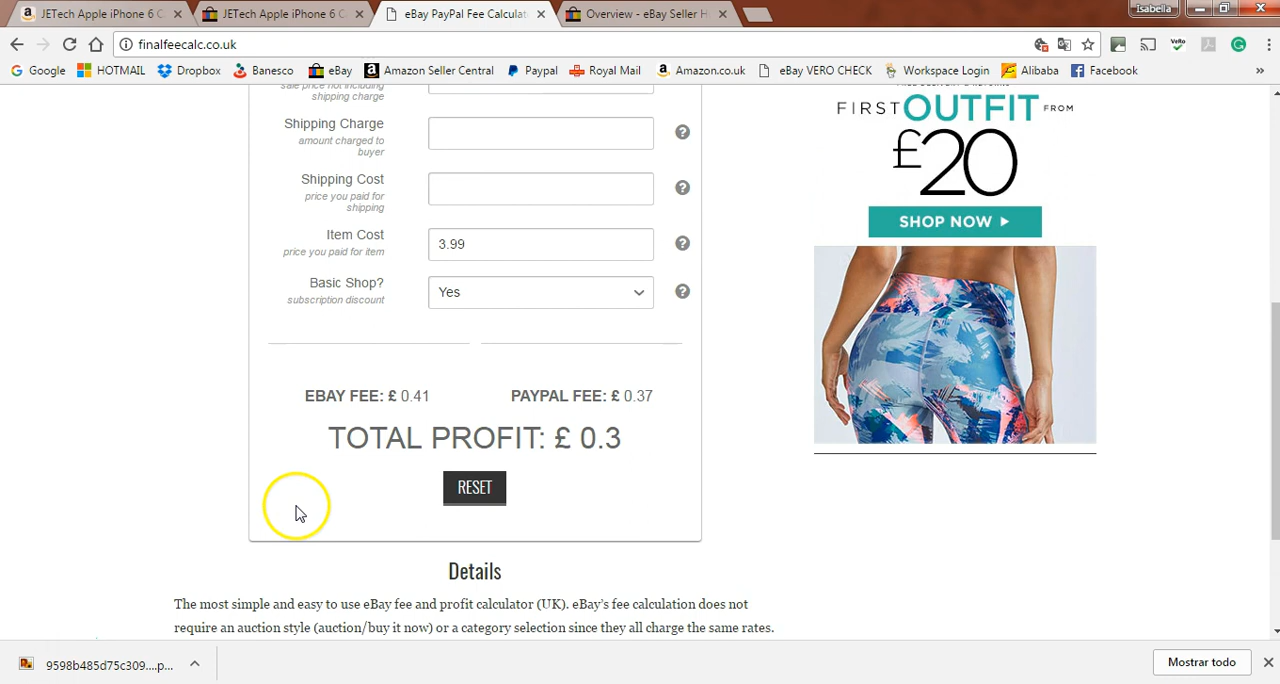 JETech Apple iPhone 6 C
JETech Apple iPhone 6 C
eBay PayPal Fee Calculat
Overview - eBay Seller H
isabella
finalfeecalc.co.uk
Google
HOTMAIL
Dropbox
Banesco
eBay
Amazon Seller Central
Paypal
Royal Mail
Amazon.co.uk
eBay VERO CHECK
Workspace Login
Alibaba
Facebook
»
sale price not including
shipping charge
Shipping Charge
amount charged to
buyer
Shipping Cost
price you paid for
shipping
Item Cost
price you paid for item
3.99
Basic Shop?
subscription discount
Yes
EBAY FEE: £ 0.41
PAYPAL FEE: £ 0.37
TOTAL PROFIT: £ 0.3
RESET
Details
The most simple and easy to use eBay fee and profit calculator (UK). eBay’s fee calculation does not
require an auction style (auction/buy it now) or a category selection since they all charge the same rates.
FIRST OUTFIT FROM
£20
SHOP NOW
9598b485d75c309....p...
Mostrar todo